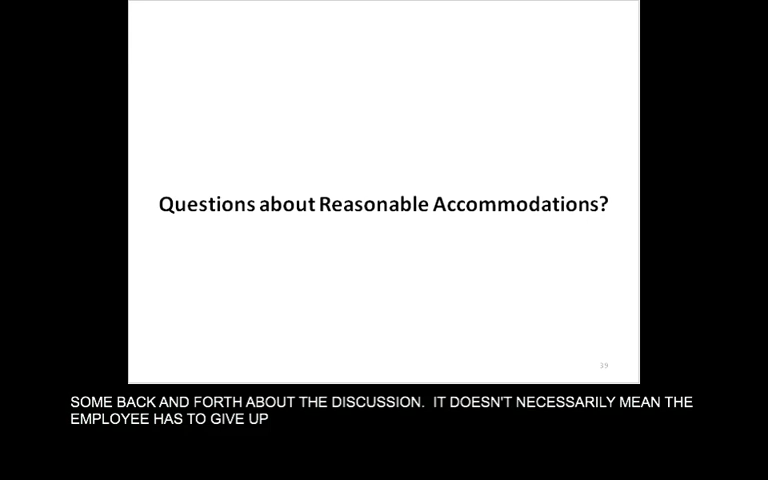 Questions about Reasonable Accommodations?
39
SOME BACK AND FORTH ABOUT THE DISCUSSION.  IT DOESN'T NECESSARILY MEAN THE
EMPLOYEE HAS TO GIVE UP